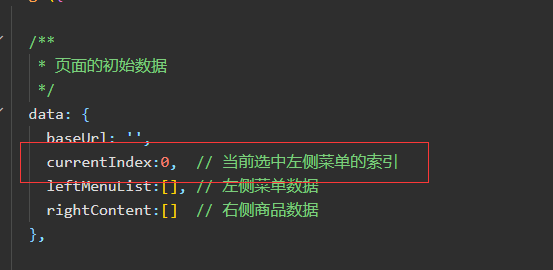 /**
* 页面的初始数据
*/
data: {
baseUrl: '',
currentIndex:0,  // 当前选中左侧菜单的索引
leftMenuList:[], // 左侧菜单数据
rightContent:[]  // 右侧商品数据
},